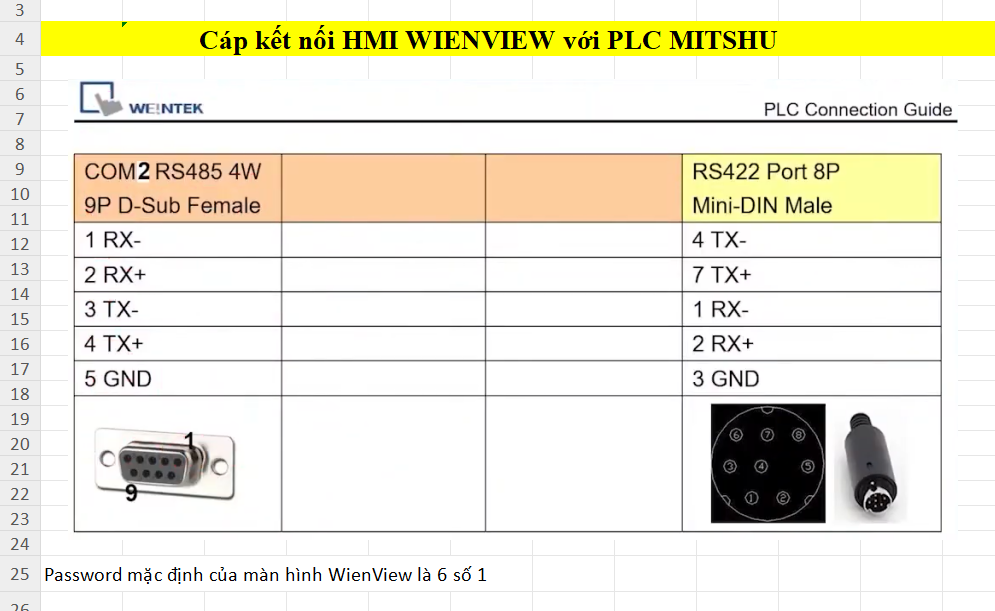 3
4 Cáp kết nối HMI WIENVIEW với PLC MITSHU
5
6
7 WE!NTEK PLC Connection Guide
8
9 COM2 RS485 4W RS422 Port 8P
10 9P D-Sub Female Mini-DIN Male
11
12 1 RX- 4 TX-
13 2 RX+ 7 TX+
14
15 3 TX- 1 RX-
16 4 TX+ 2 RX+
17
18 5 GND 3 GND
19
20 1 6 7 8
21 3 4 5
22 9 1 2
23
24
25 Password mặc định của màn hình WienView là 6 số 1
26